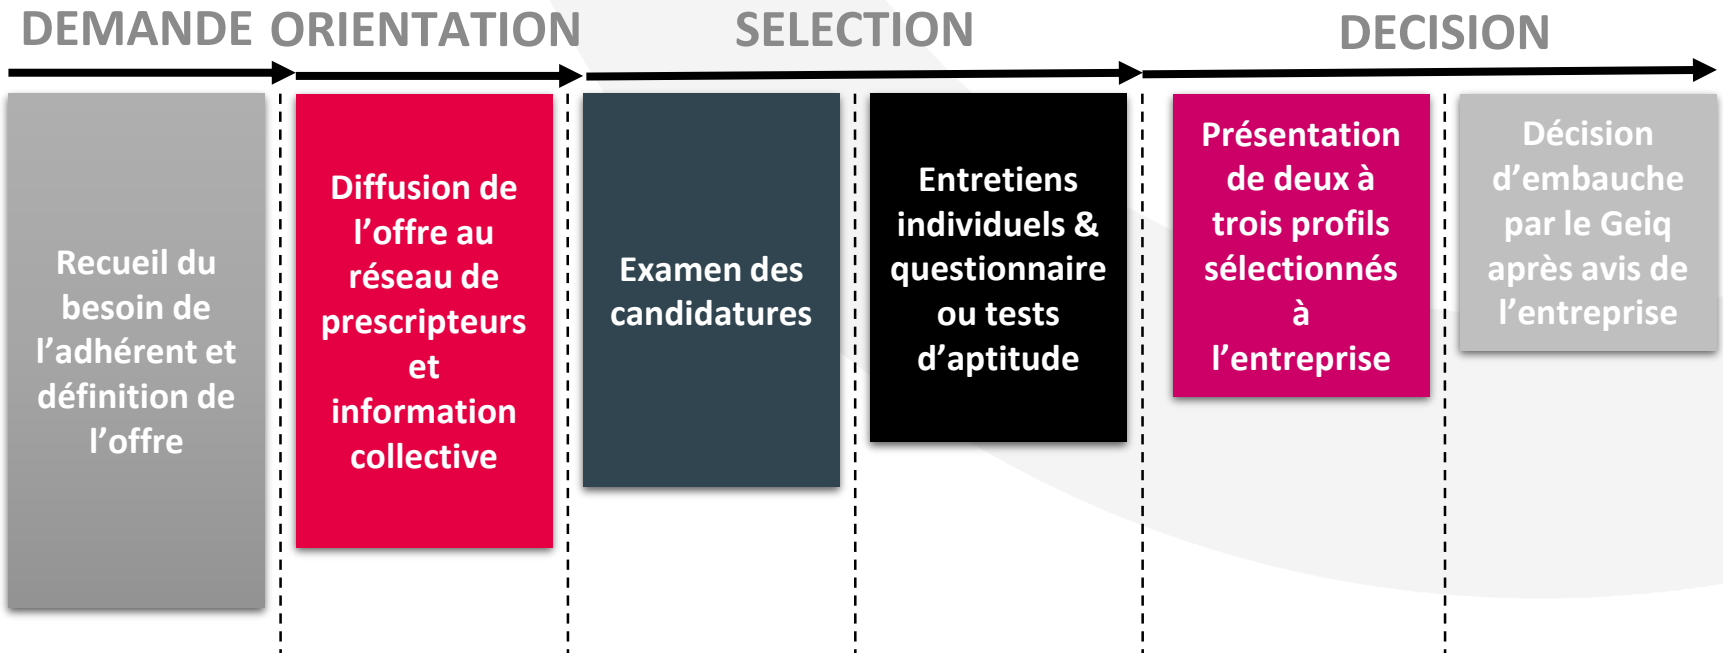 DEMANDE
ORIENTATION
SELECTION
DECISION
Recueil du
besoin de
l’adhérent et
définition de
l’offre
Diffusion de
l’offre au
réseau de
prescripteurs
et
information
collective
Examen des
candidatures
Entretiens
individuels &
questionnaire
ou tests
d’aptitude
Présentation
de deux à
trois profils
sélectionnés
à
l’entreprise
Décision
d’embauche
par le Geiq
après avis de
l’entreprise